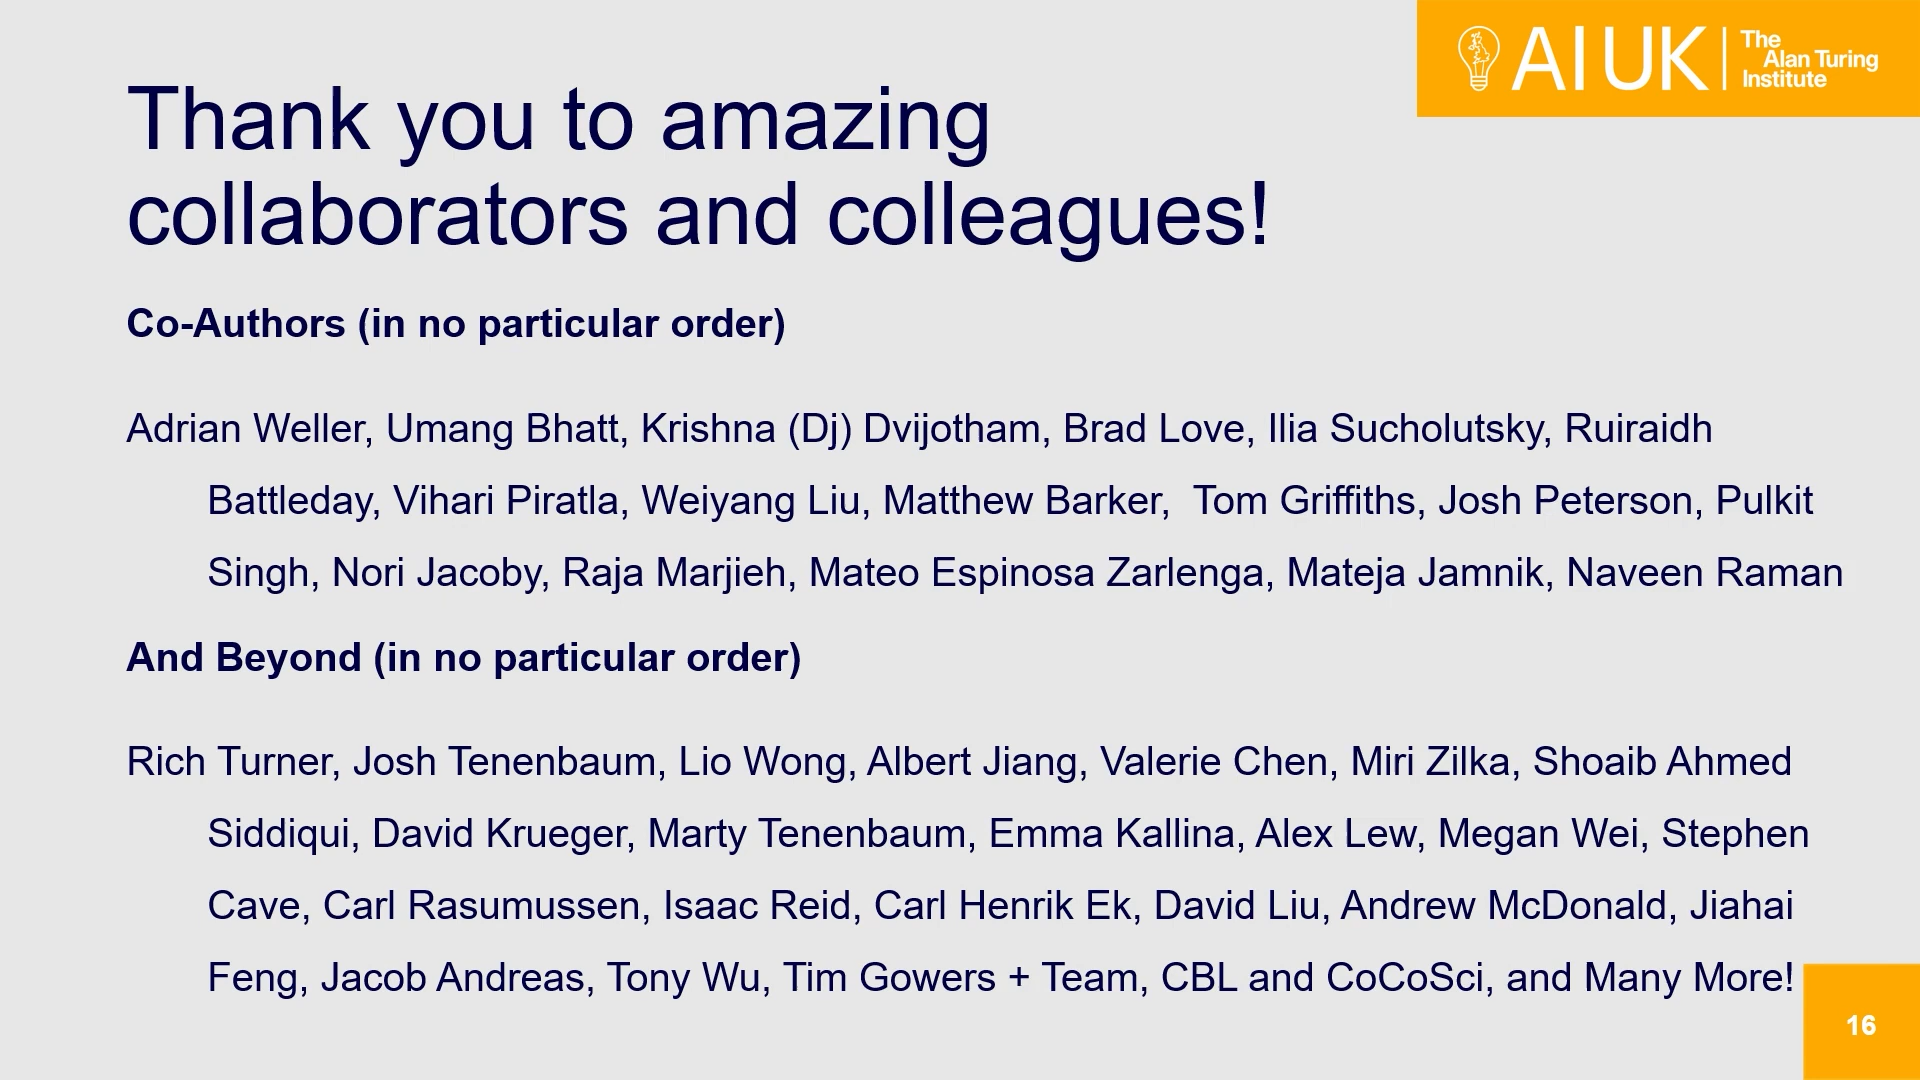 AI UK
The
Alan Turing
Institute
Thank you to amazing
collaborators and colleagues!
Co-Authors (in no particular order)
Adrian Weller, Umang Bhatt, Krishna (Dj) Dvijotham, Brad Love, Ilia Sucholutsky, Ruiraidh
Battleday, Vihari Piratla, Weiyang Liu, Matthew Barker,  Tom Griffiths, Josh Peterson, Pulkit
Singh, Nori Jacoby, Raja Marjieh, Mateo Espinosa Zarlenga, Mateja Jamnik, Naveen Raman
And Beyond (in no particular order)
Rich Turner, Josh Tenenbaum, Lio Wong, Albert Jiang, Valerie Chen, Miri Zilka, Shoaib Ahmed
Siddiqui, David Krueger, Marty Tenenbaum, Emma Kallina, Alex Lew, Megan Wei, Stephen
Cave, Carl Rasumussen, Isaac Reid, Carl Henrik Ek, David Liu, Andrew McDonald, Jiahai
Feng, Jacob Andreas, Tony Wu, Tim Gowers + Team, CBL and CoCoSci, and Many More!
16